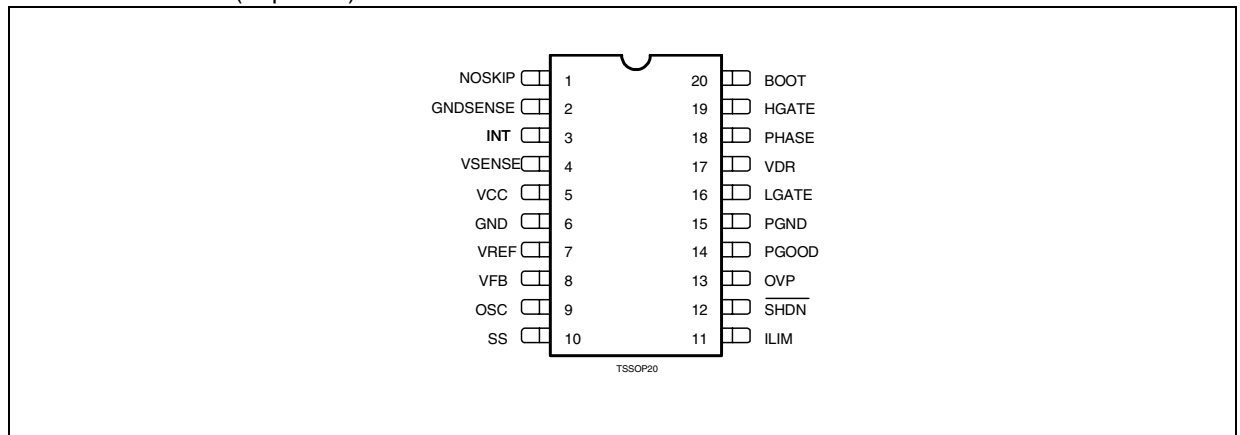 NOSKIP 1 20 BOOT
GNDSENSE 2 19 HGATE
INT 3 18 PHASE
VSENSE 4 17 VDR
VCC 5 16 LGATE
GND 6 15 PGND
VREF 7 14 PGOOD
VFB 8 13 OVP
OSC 9 12 SHDN
SS 10 11 ILIM
TSSOP20